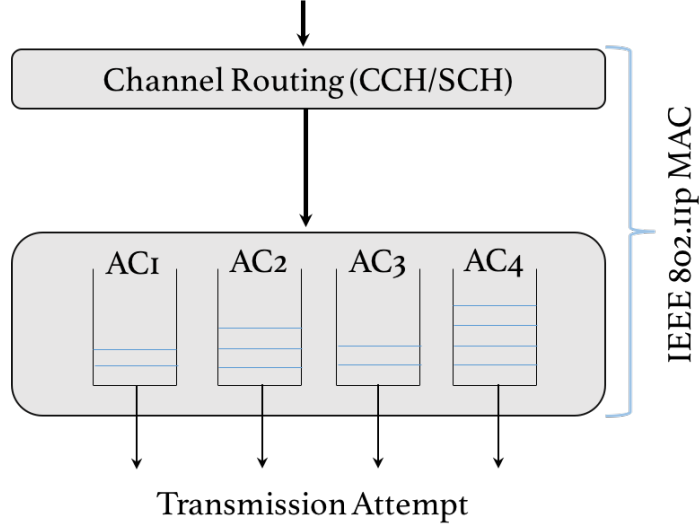 Channel Routing (CCH/SCH)
AC1
AC2
AC3
AC4
IEEE 802.11p MAC
Transmission Attempt